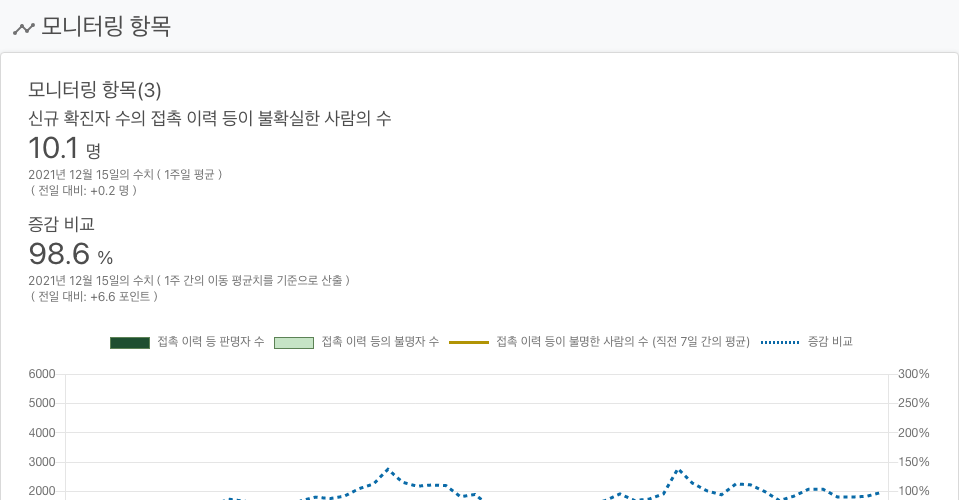 모니터링 항목
모니터링 항목(3)
신규 확진자 수의 접촉 이력 등이 불확실한 사람의 수
10.1 명
2021년 12월 15일의 수치 ( 1주일 평균 )
( 전일 대비: +0.2 명 )
증감 비교
98.6 %
2021년 12월 15일의 수치 ( 1주 간의 이동 평균치를 기준으로 산출 )
( 전일 대비: +6.6 포인트 )
접촉 이력 등 판명자 수 접촉 이력 등의 불명자 수 접촉 이력 등이 불명한 사람의 수 (직전 7일 간의 평균) 증감 비교
6000 300%
5000 250%
4000 200%
3000 150%
2000 100%